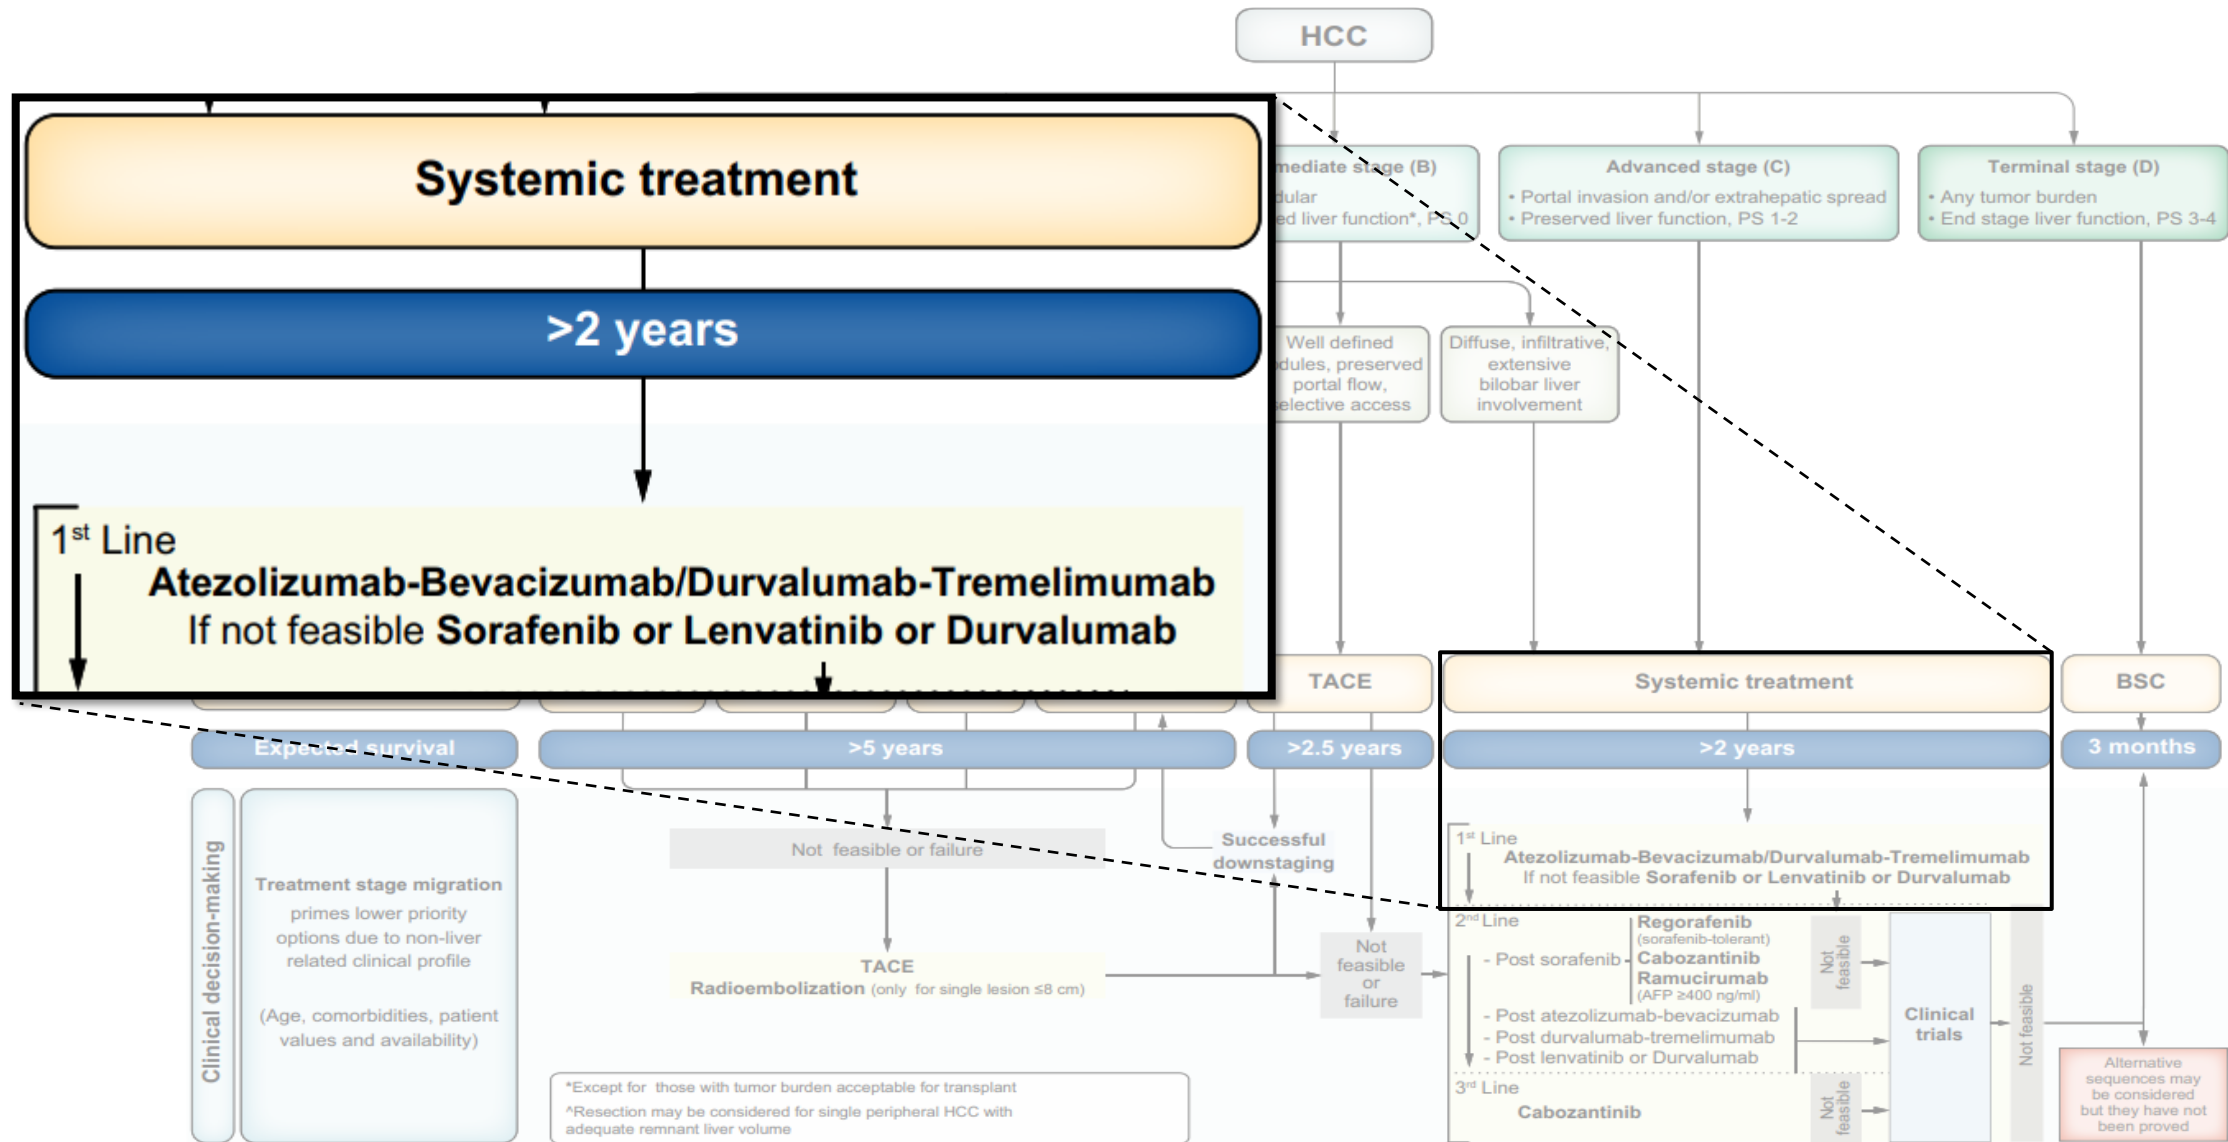 HCC
Systemic treatment
>2 years
1st Line
Atezolizumab-Bevacizumab/Durvalumab-Tremelimumab
If not feasible Sorafenib or Lenvatinib or Durvalumab
mediate stage (B)
dular
ed liver function*, PS 0
Advanced stage (C)
• Portal invasion and/or extrahepatic spread
• Preserved liver function, PS 1-2
Terminal stage (D)
• Any tumor burden
• End stage liver function, PS 3-4
Well defined
dules, preserved
portal flow,
selective access
Diffuse, infiltrative,
extensive
bilobar liver
involvement
TACE
Systemic treatment
BSC
Expected survival
>5 years
>2.5 years
>2 years
3 months
Clinical decision-making
Treatment stage migration
primes lower priority
options due to non-liver
related clinical profile
(Age, comorbidities, patient
values and availability)
Not feasible or failure
Successful
downstaging
TACE
Radioembolization (only for single lesion ≤8 cm)
Not
feasible
or
failure
1st Line
Atezolizumab-Bevacizumab/Durvalumab-Tremelimumab
If not feasible Sorafenib or Lenvatinib or Durvalumab
2nd Line
- Post sorafenib
Regorafenib
(sorafenib-tolerant)
Cabozantinib
Ramucirumab
(AFP ≥400 ng/ml)
Not
feasible
- Post atezolizumab-bevacizumab
- Post durvalumab-tremelimumab
- Post lenvatinib or Durvalumab
Clinical
trials
Not feasible
3rd Line
Cabozantinib
Not
feasible
Alternative
sequences may
be considered
but they have not
been proved
*Except for those with tumor burden acceptable for transplant
^Resection may be considered for single peripheral HCC with
adequate remnant liver volume